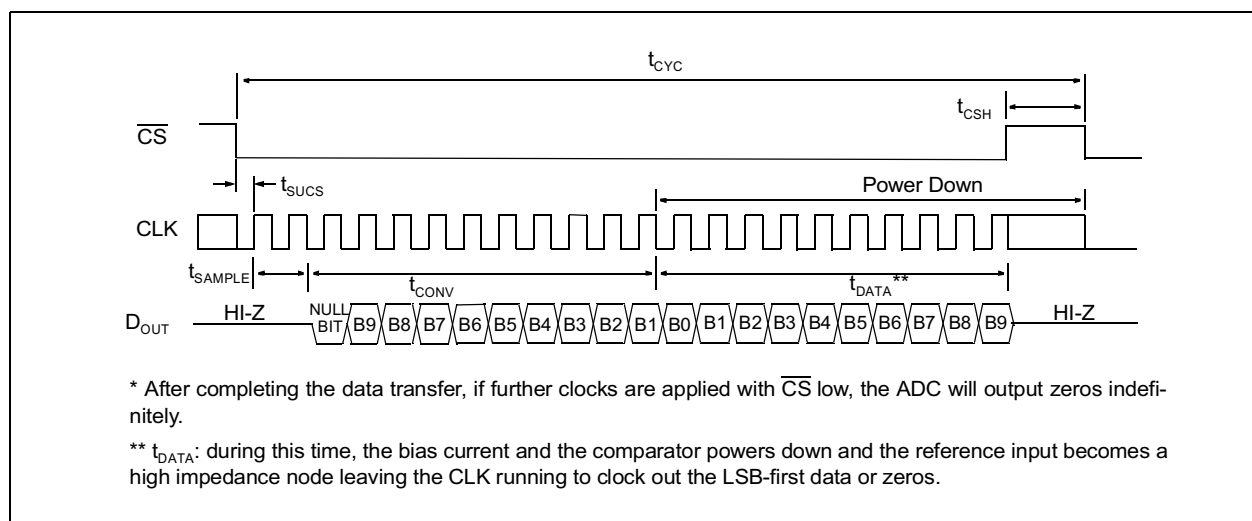 tCYC
tCSH
CS
tSUCS
Power Down
CLK
tSAMPLE
tCONV
tDATA**
HI-Z
NULL BIT B9 B8 B7 B6 B5 B4 B3 B2 B1 B0 B1 B2 B3 B4 B5 B6 B7 B8 B9
HI-Z
DOUT
* After completing the data transfer, if further clocks are applied with CS low, the ADC will output zeros indefi-
nitely.
** tDATA: during this time, the bias current and the comparator powers down and the reference input becomes a
high impedance node leaving the CLK running to clock out the LSB-first data or zeros.